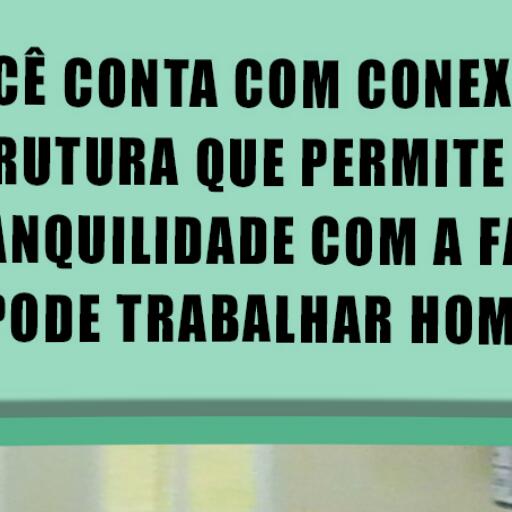 CÊ CONTA COM CONEX
RUTURA QUE PERMITE
ANQUILIDADE COM A FA
PODE TRABALHAR HOM